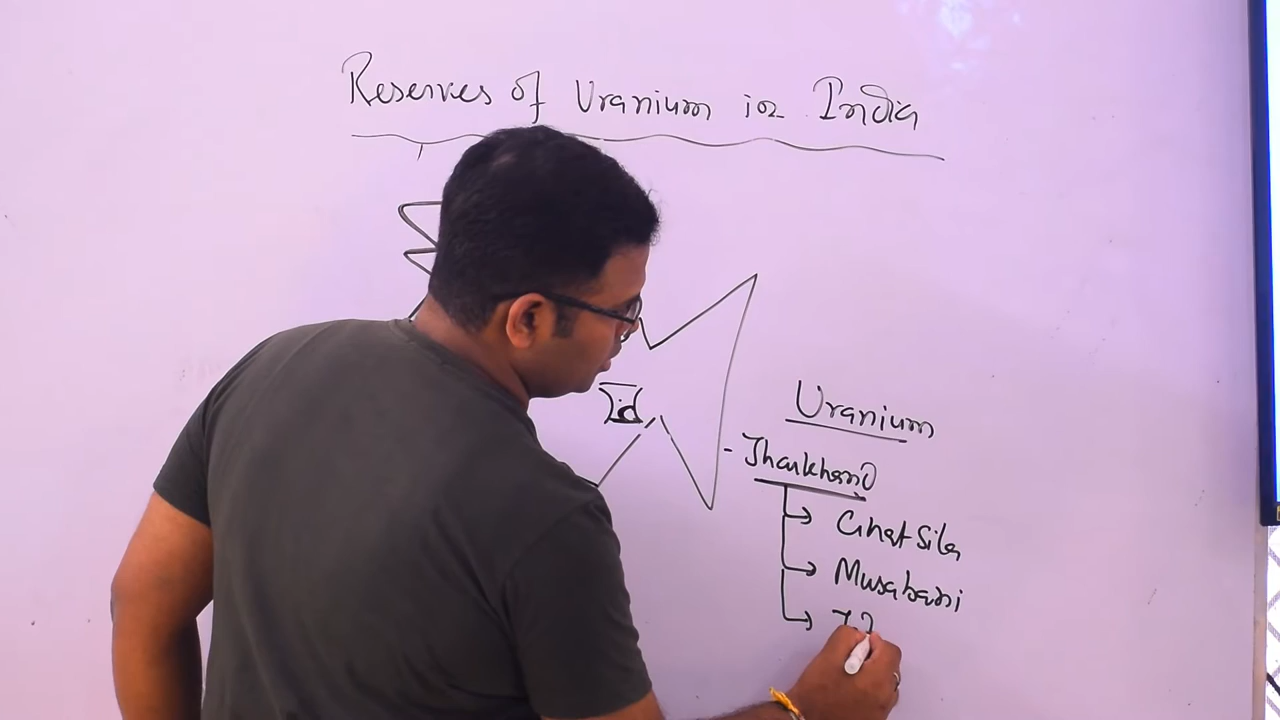 Reserves of Uranium in India
Uranium
- Jharkhand
→ Ghatsila
→ Musabani
→